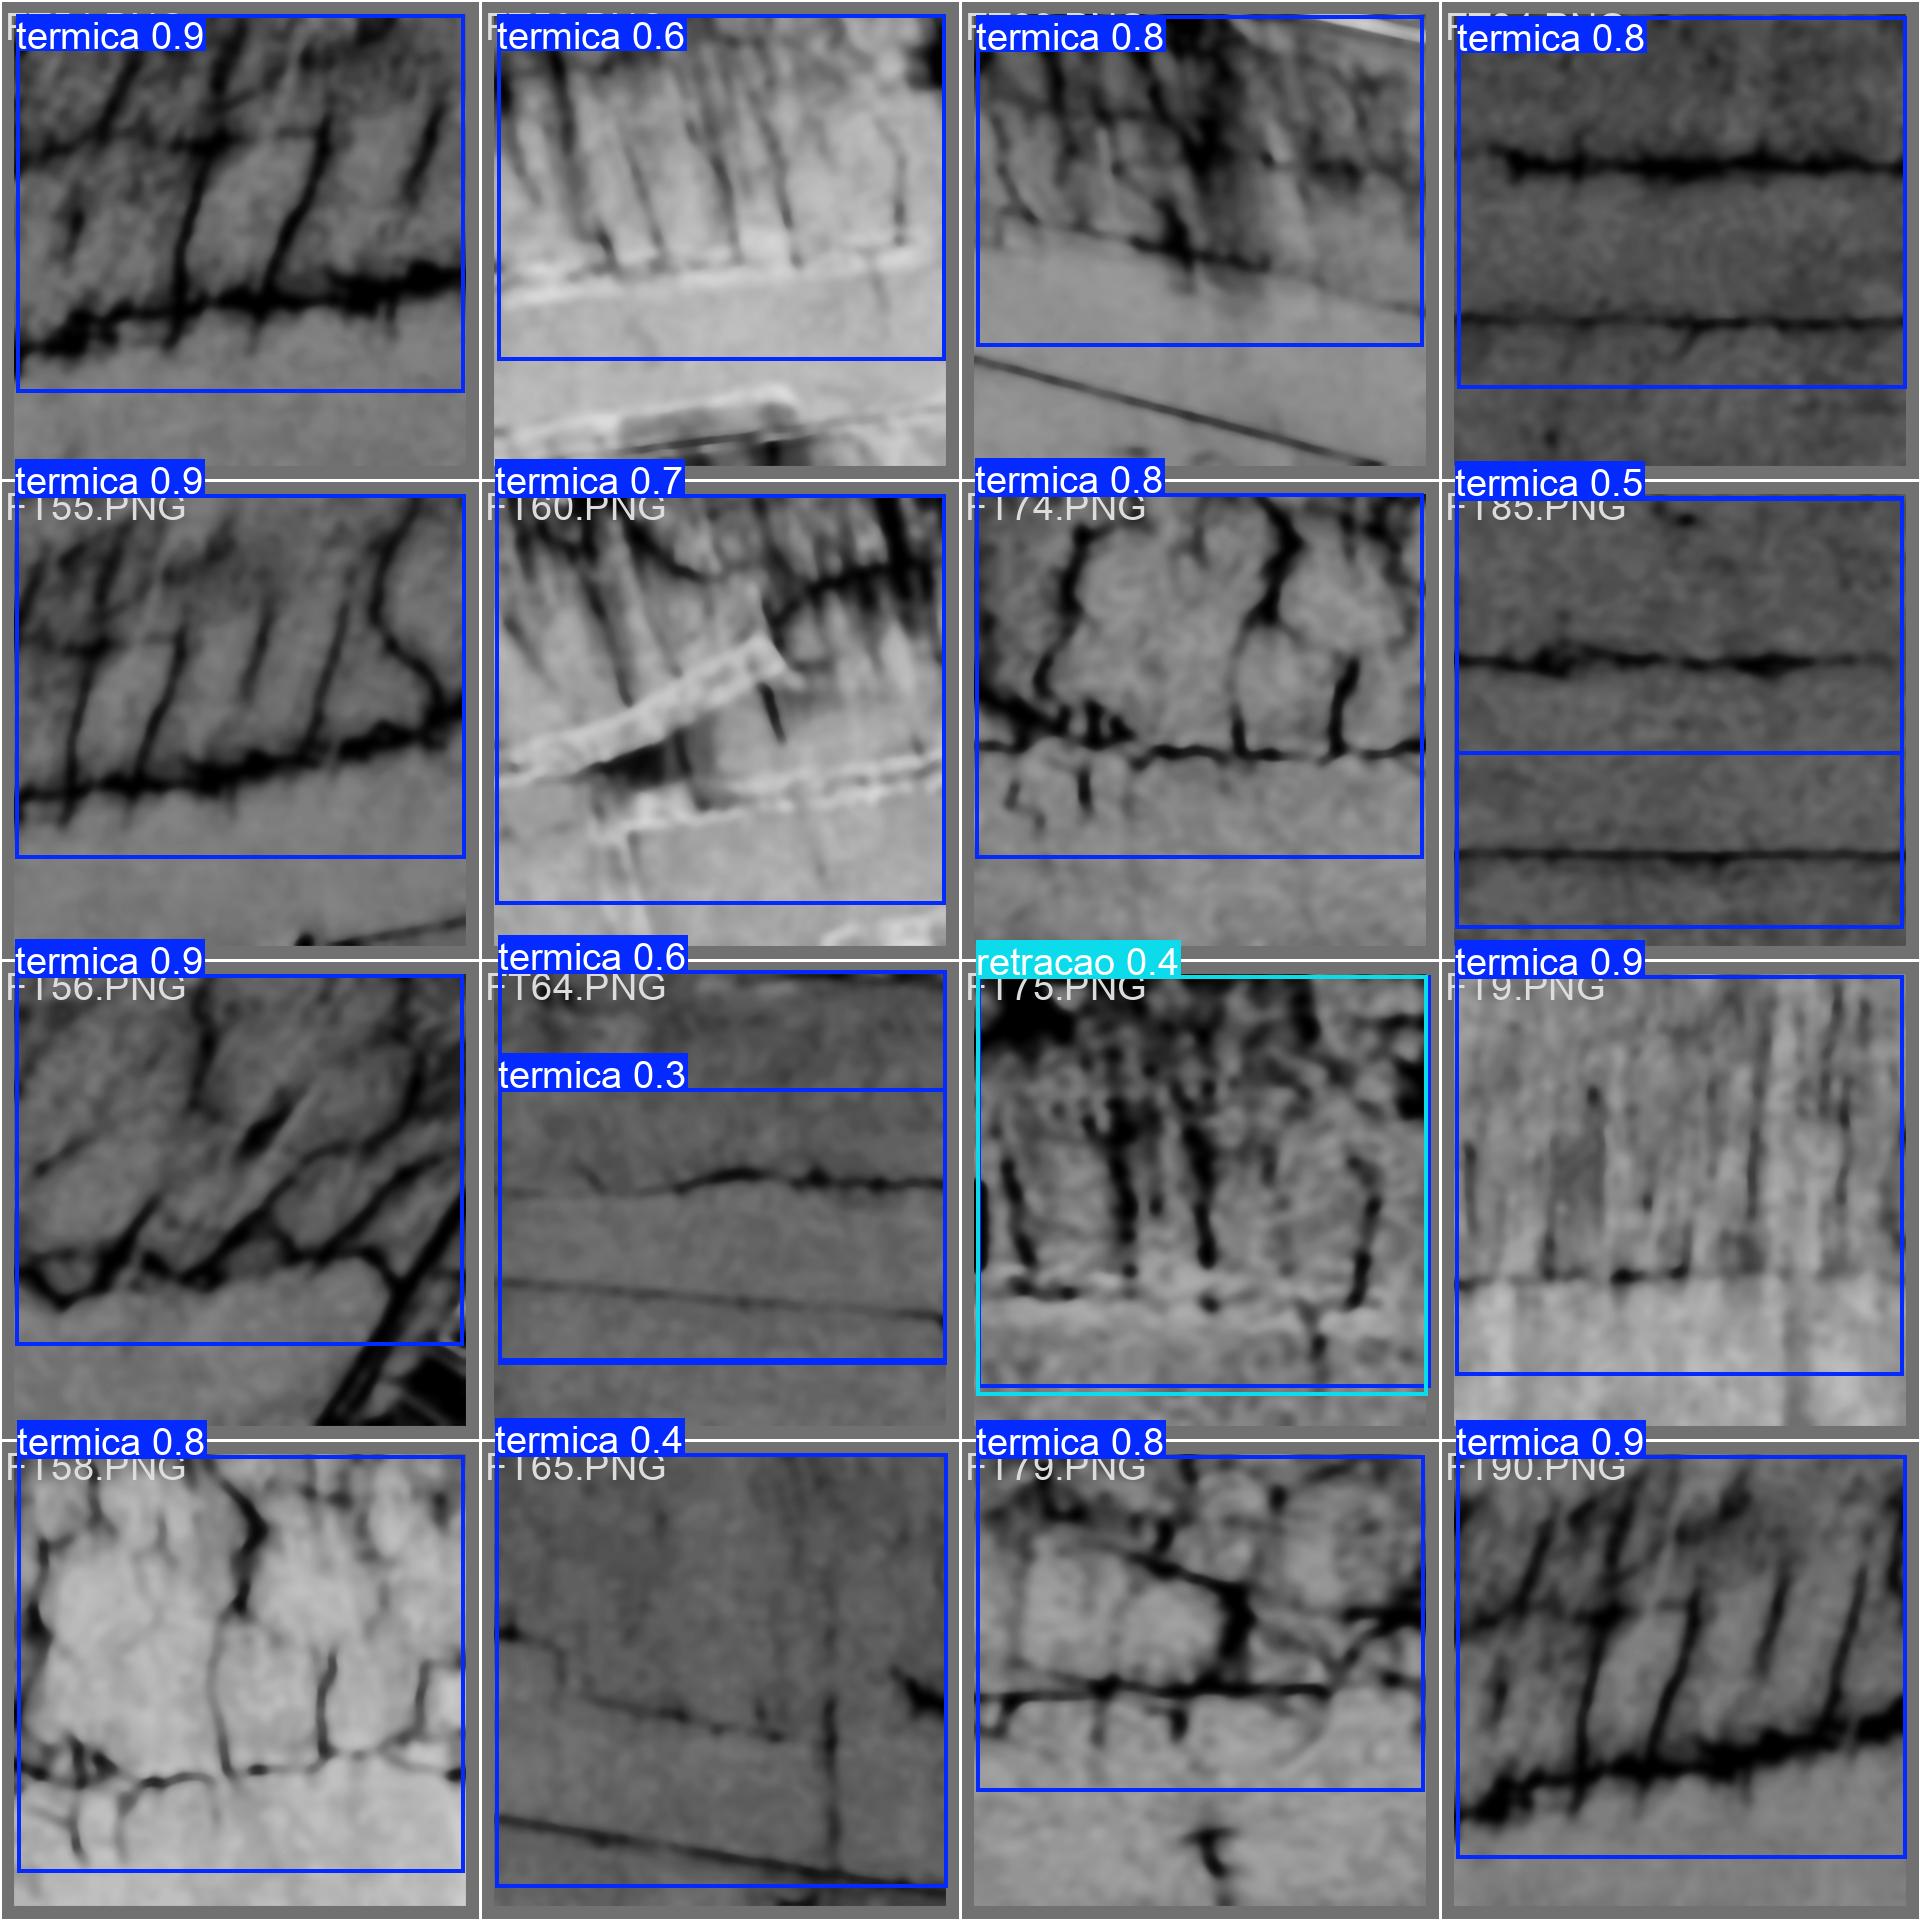 termica 0.9
termica 0.6
termica 0.8
termica 0.8
termica 0.9
FT55.PNG
termica 0.7
FT60.PNG
termica 0.8
FT74.PNG
termica 0.5
FT85.PNG
termica 0.9
FT56.PNG
termica 0.6
FT64.PNG
termica 0.3
retracao 0.4
FT75.PNG
termica 0.9
FT9.PNG
termica 0.8
FT58.PNG
termica 0.4
FT65.PNG
termica 0.8
FT79.PNG
termica 0.9
FT90.PNG